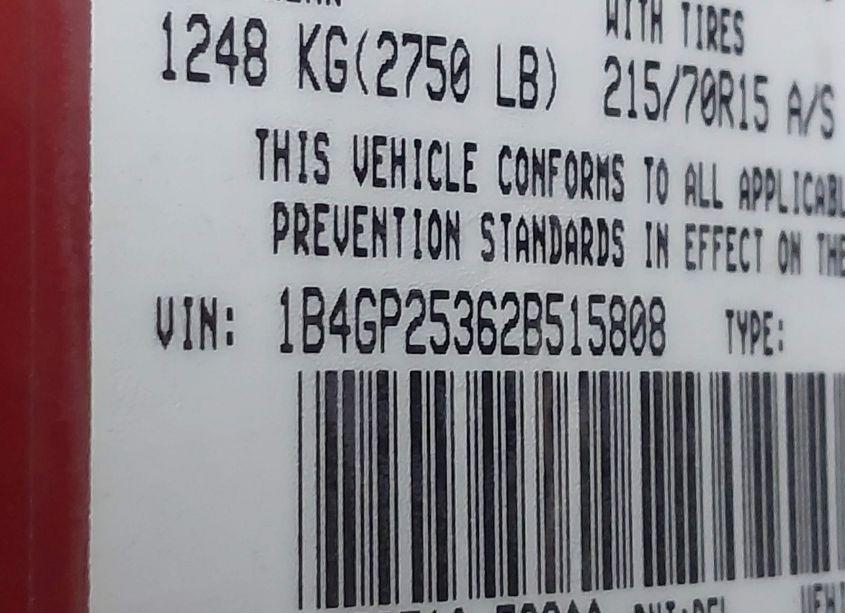 WITH TIRES
1248 KG(2750 LB) 215/70R15 A/S
THIS VEHICLE CONFORMS TO ALL APPLICABL
PREVENTION STANDARDS IN EFFECT ON THE
VIN: 1B4GP25362B515808 TYPE: